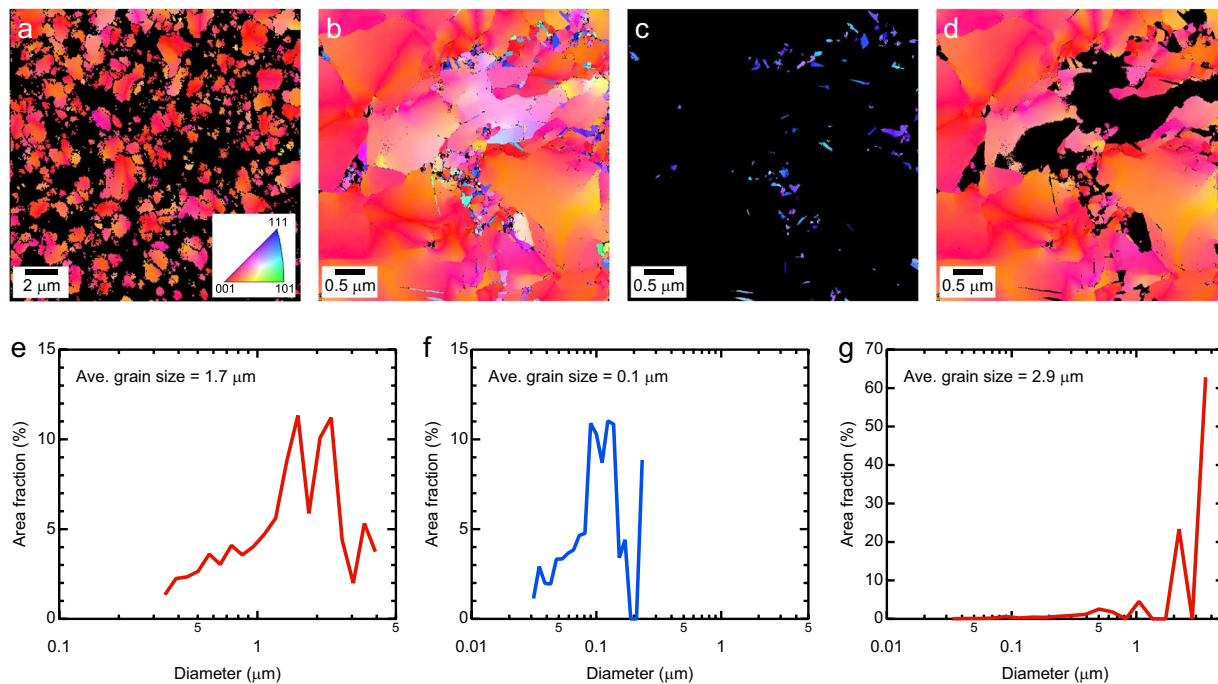 a
b
c
d
111
001
101
2 μm
0.5 μm
0.5 μm
0.5 μm
e
Ave. grain size = 1.7 μm
Area fraction (%)
15
10
5
0
0.1
5
1
5
Diameter (μm)
f
Ave. grain size = 0.1 μm
Area fraction (%)
15
10
5
0
0.01
5
0.1
5
1
5
Diameter (μm)
g
Ave. grain size = 2.9 μm
Area fraction (%)
70
60
50
40
30
20
10
0
0.01
5
0.1
5
1
Diameter (μm)